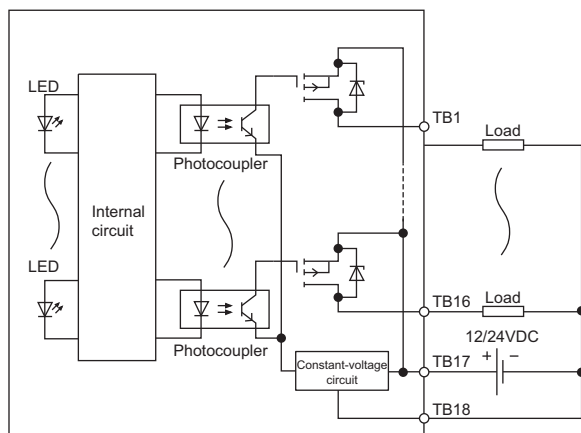 LED
TB1
Load
Photocoupler
Internal
circuit
LED
TB16
Load
Photocoupler
12/24VDC
+ −
Constant-voltage
circuit
TB17
TB18